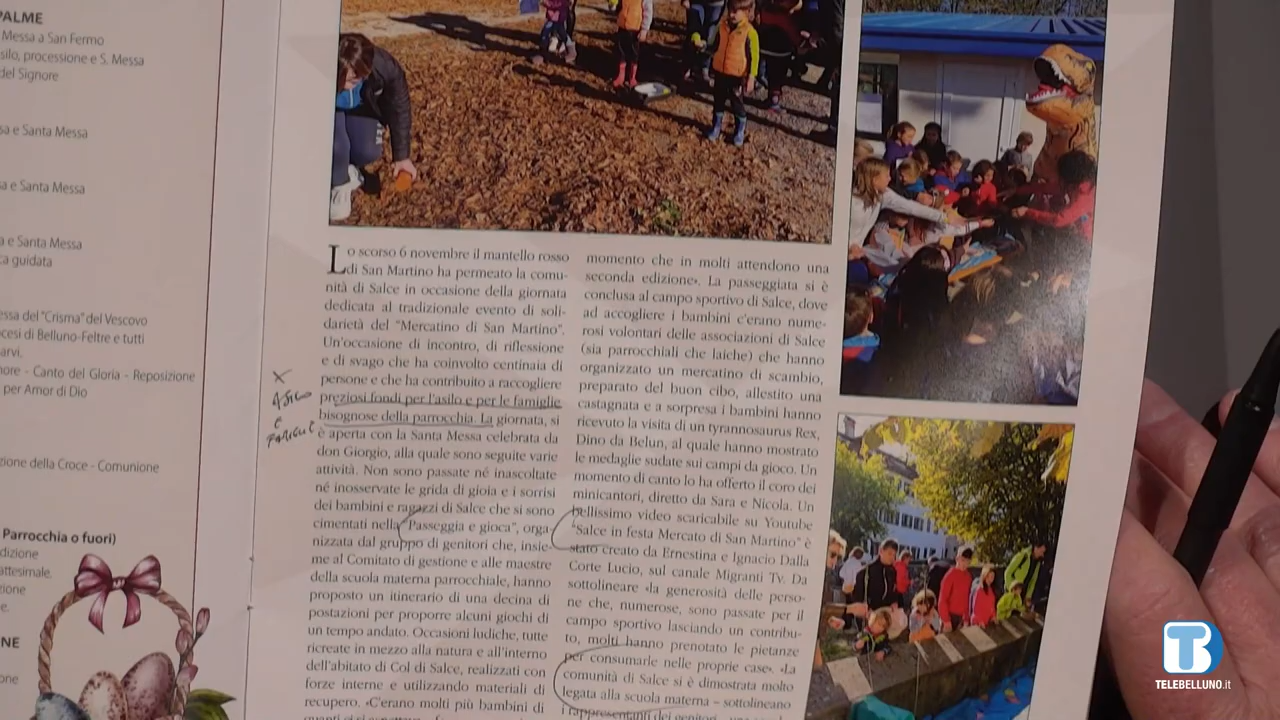 PALME
Messa a San Fermo
silo, processione e S. Messa
del Signore
sa e Santa Messa
sa e Santa Messa
a e Santa Messa
ca guidata
essa del "Crisma" del Vescovo
ocesi di Belluno-Feltre e tutti
arvi.
nore - Canto del Gloria - Reposizione
per Amor di Dio
zione della Croce - Comunione
Parrocchia o fuori)
dizione
attesimale,
zione
e.
NE
one
Lo scorso 6 novembre il mantello rosso
di San Martino ha permeato la comu-
nità di Salce in occasione della giornata
dedicata al tradizionale evento di soli-
darietà del "Mercatino di San Martino".
Un'occasione di incontro, di riflessione
e di svago che ha coinvolto centinaia di
persone e che ha contribuito a raccogliere
preziosi fondi per l'asilo e per le famiglie
bisognose della parrocchia. La giornata, si
è aperta con la Santa Messa celebrata da
don Giorgio, alla quale sono seguite varie
attività. Non sono passate né inascoltate
né inosservate le grida di gioia e i sorrisi
dei bambini e ragazzi di Salce che si sono
cimentati nella "Passeggia e gioca", orga-
nizzata dal gruppo di genitori che, insie-
me al Comitato di gestione e alle maestre
della scuola materna parrocchiale, hanno
proposto un itinerario di una decina di
postazioni per proporre alcuni giochi di
un tempo andato. Occasioni ludiche, tutte
ricreate in mezzo alla natura e all'interno
dell'abitato di Col di Salce, realizzati con
forze interne e utilizzando materiali di
recupero. «C'erano molti più bambini di
momento che in molti attendono una
seconda edizione». La passeggiata si è
conclusa al campo sportivo di Salce, dove
ad accogliere i bambini c'erano nume-
rosi volontari delle associazioni di Salce
(sia parrocchiali che laiche) che hanno
organizzato un mercatino di scambio,
preparato del buon cibo, allestito una
castagnata e a sorpresa i bambini hanno
ricevuto la visita di un tyrannosaurus Rex,
Dino da Belun, al quale hanno mostrato
le medaglie sudate sui campi da gioco. Un
momento di canto lo ha offerto il coro dei
minicantori, diretto da Sara e Nicola. Un
bellissimo video scaricabile su Youtube
"Salce in festa Mercato di San Martino" è
stato creato da Ernestina e Ignacio Dalla
Corte Lucio, sul canale Migranti Tv. Da
sottolineare «la generosità delle perso-
ne che, numerose, sono passate per il
campo sportivo lasciando un contribu-
to, molti hanno prenotato le pietanze
per consumarle nelle proprie case». «La
comunità di Salce si è dimostrata molto
legata alla scuola materna – sottolineano
i rappresentanti dei genitori
TELEBELLUNO.it